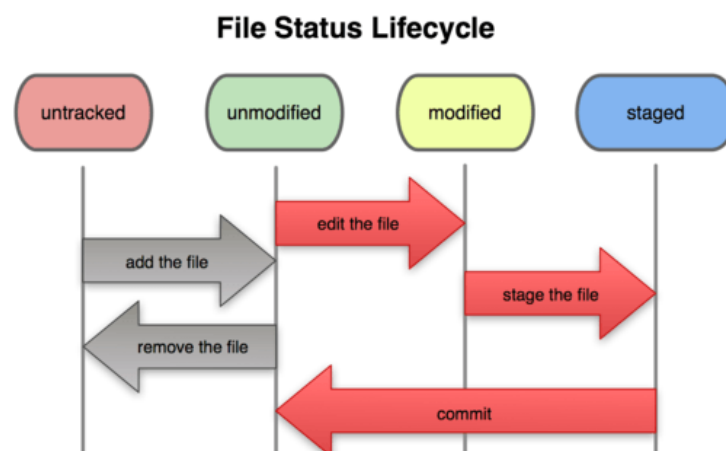 File Status Lifecycle
untracked
unmodified
modified
staged
edit the file
add the file
stage the file
remove the file
commit